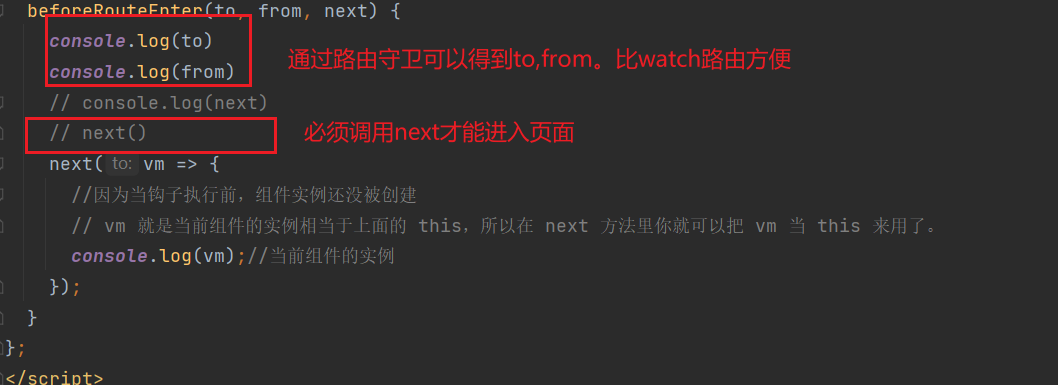 beforeRouteEnter(to, from, next) {
console.log(to)
通过路由守卫可以得到to,from。比watch路由方便
console.log(from)
// console.log(next)
// next()
必须调用next才能进入页面
next( to: vm => {
//因为当钩子执行前，组件实例还没被创建
// vm 就是当前组件的实例相当于上面的 this，所以在 next 方法里你就可以把 vm 当 this 来用了。
console.log(vm);//当前组件的实例
});
}
};
</script>